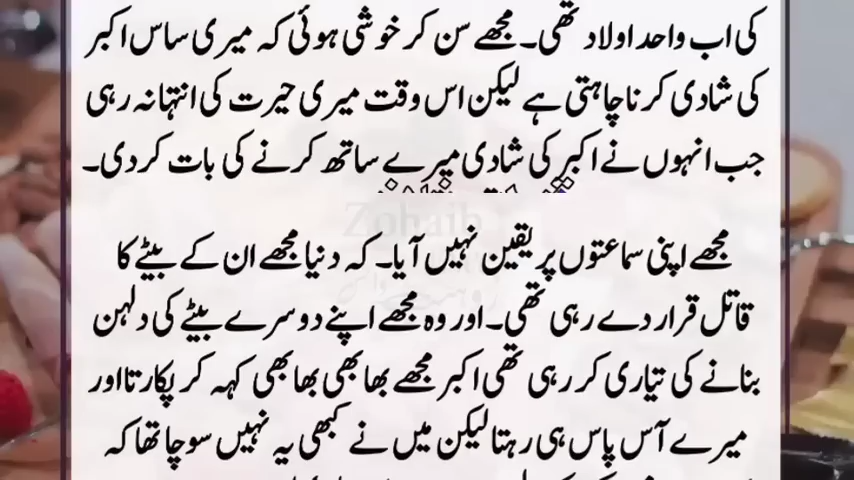 کی اب واحد اولاد تھی۔ مجھے سن کر خوشی ہوئی کہ میری ساس اکبر
کی شادی کرنا چاہتی ہے لیکن اس وقت میری حیرت کی انتہا نہ رہی
جب انہوں نے اکبر کی شادی میرے ساتھ کرنے کی بات کر دی۔
Zohaib
مجھے اپنی سماعتوں پر یقین نہیں آیا۔ کہ دنیا مجھے ان کے بیٹے کا
قاتل قرار دے رہی تھی۔ اور وہ مجھے اپنے دوسرے بیٹے کی دلہن
بنانے کی تیاری کر رہی تھی اکبر مجھے بھابھی بھابھی کہہ کر پکارتا اور
میرے آس پاس ہی رہتا لیکن میں نے کبھی یہ نہیں سوچا تھا کہ